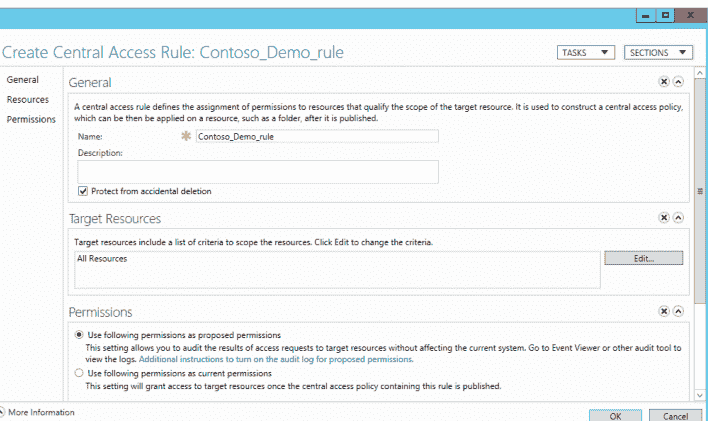 Create Central Access Rule: Contoso_Demo_rule
TASKS
SECTIONS
General
Resources
Permissions
General
A central access rule defines the assignment of permissions to resources that qualify the scope of the target resource. It is used to construct a central access policy,
which can be then be applied on a resource, such as a folder, after it is published.
Name:
Contoso_Demo_rule
Description:
Protect from accidental deletion
Target Resources
Target resources include a list of criteria to scope the resources. Click Edit to change the criteria.
All Resources
Edit...
Permissions
Use following permissions as proposed permissions
This setting allows you to audit the results of access requests to target resources without affecting the current system. Go to Event Viewer or other audit tool to
view the logs. Additional instructions to turn on the audit log for proposed permissions.
Use following permissions as current permissions
This setting will grant access to target resources once the central access policy containing this rule is published.
More Information
OK
Cancel